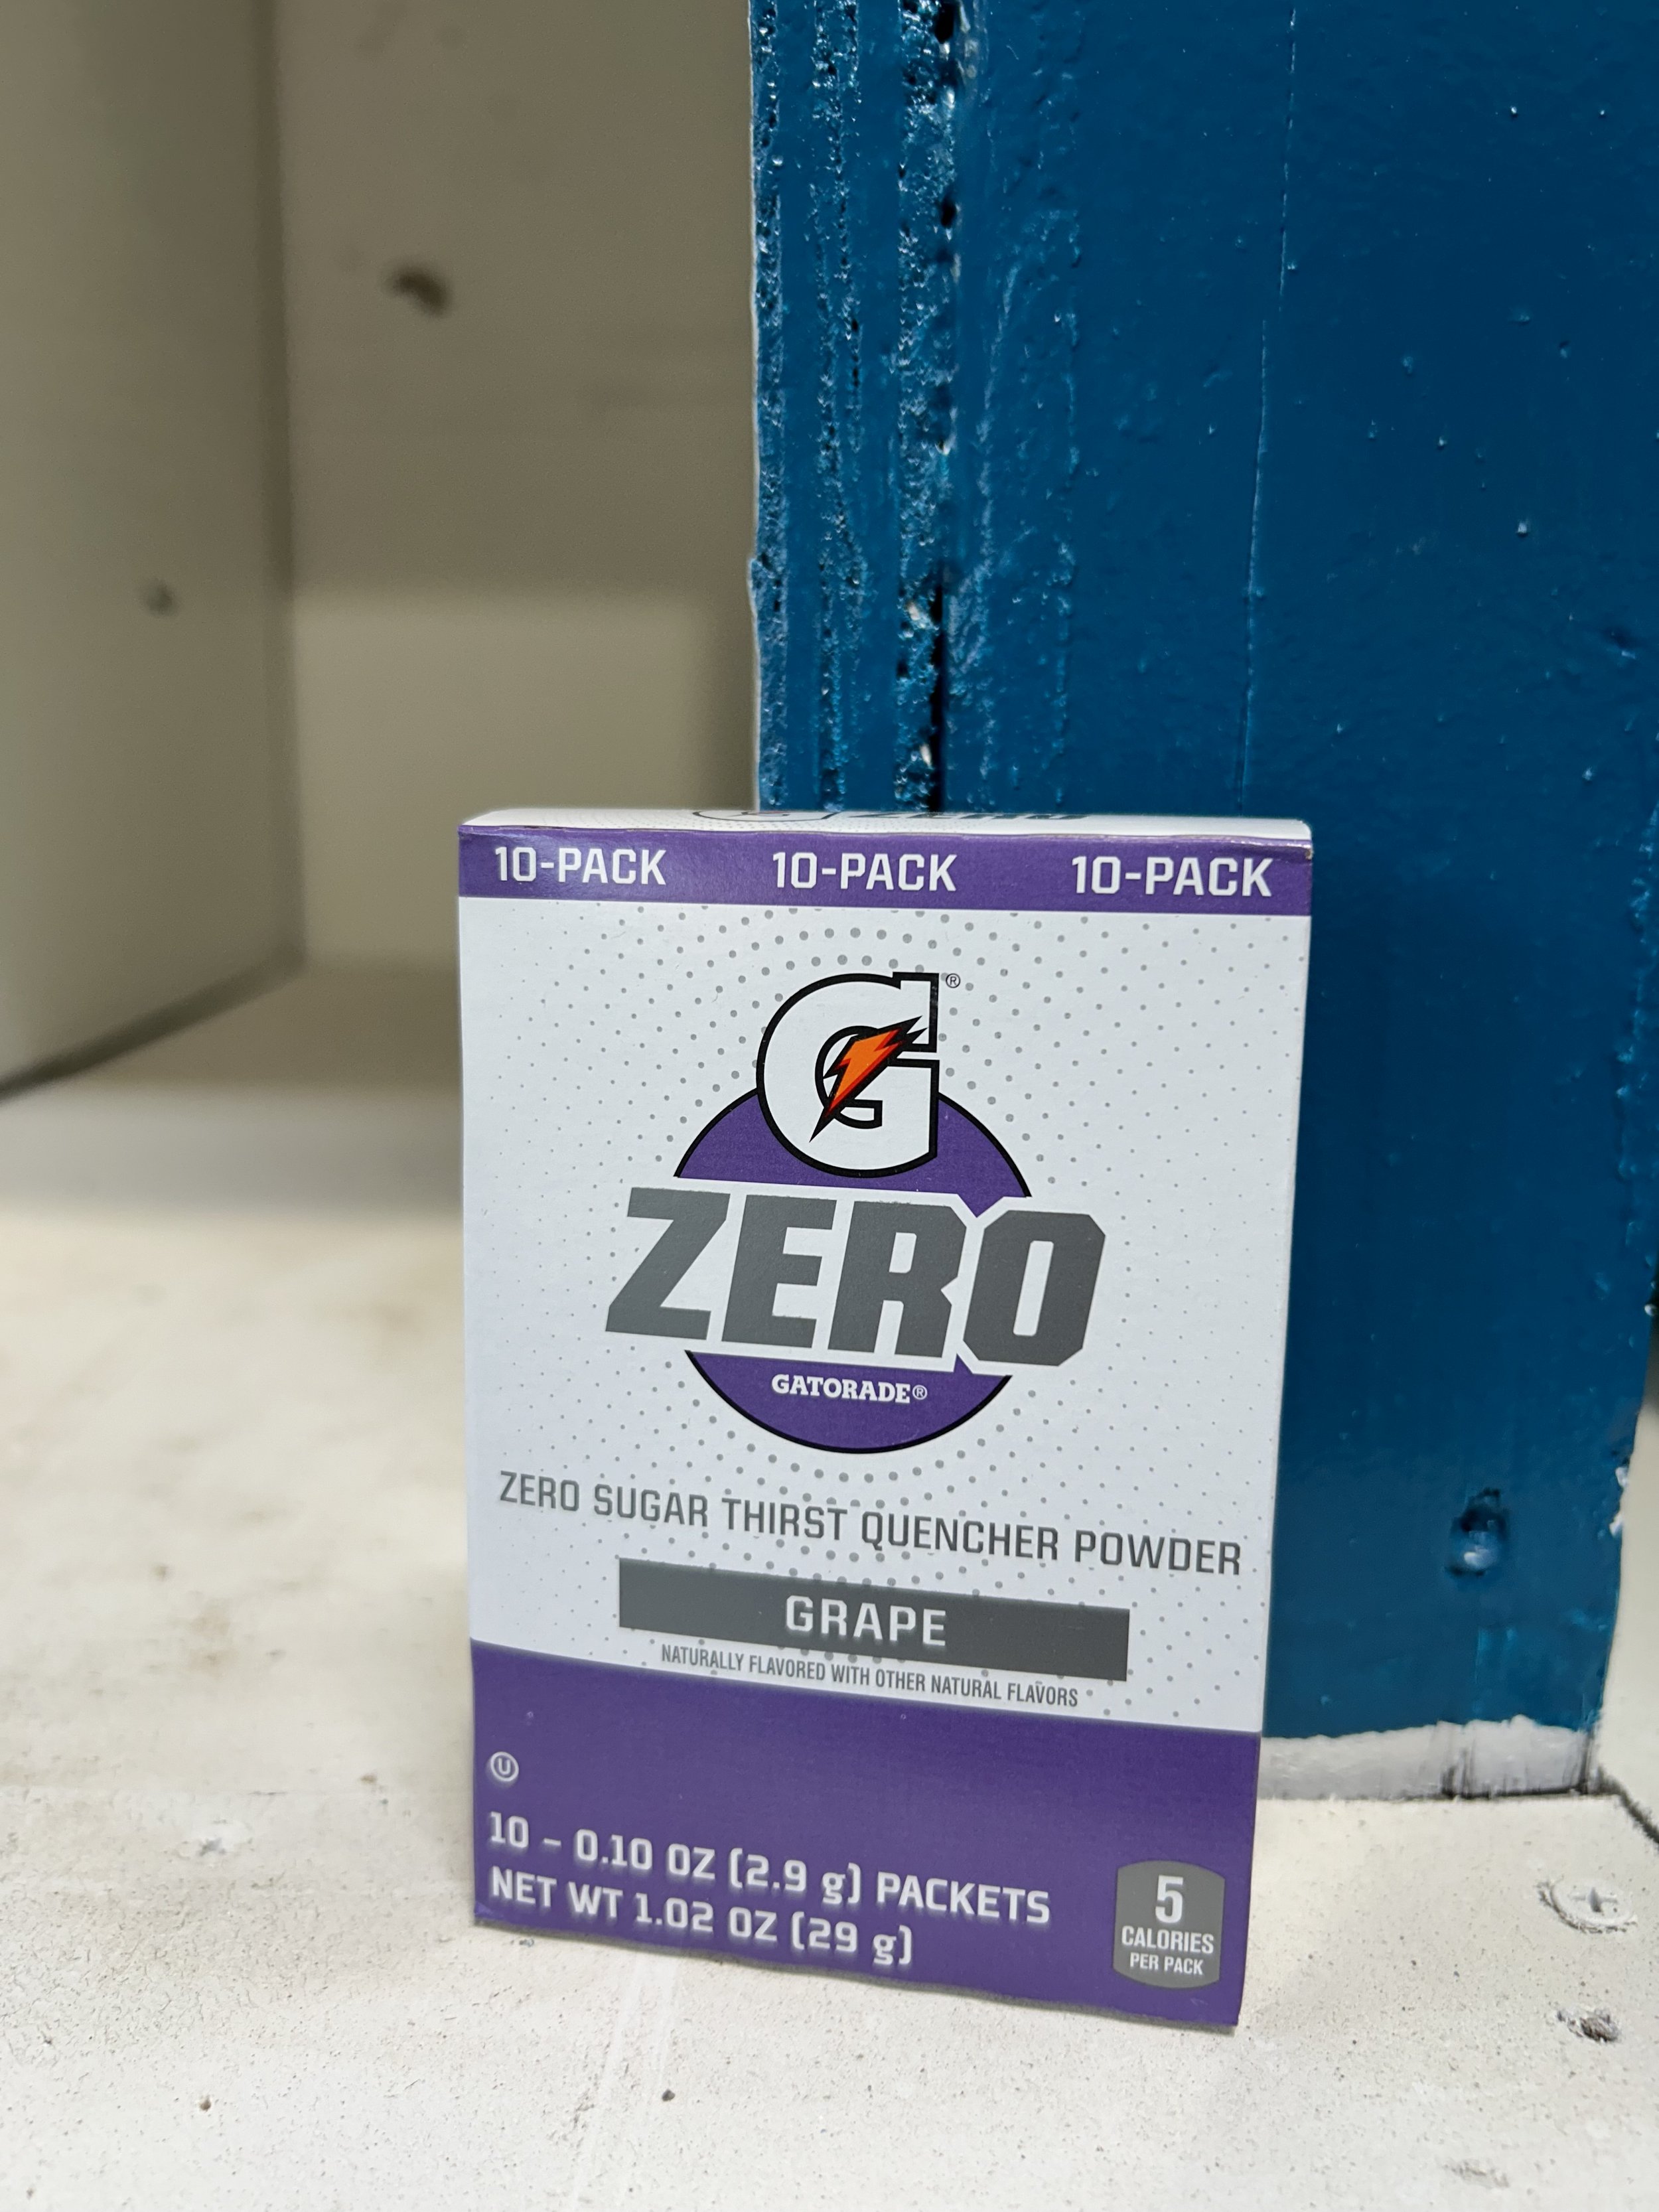 10-PACK 10-PACK 10-PACK
G®
ZERO
GATORADE®
ZERO SUGAR THIRST QUENCHER POWDER
GRAPE
NATURALLY FLAVORED WITH OTHER NATURAL FLAVORS
U
10 – 0.10 OZ (2.9 g) PACKETS
NET WT 1.02 OZ (29 g)
5
CALORIES
PER PACK